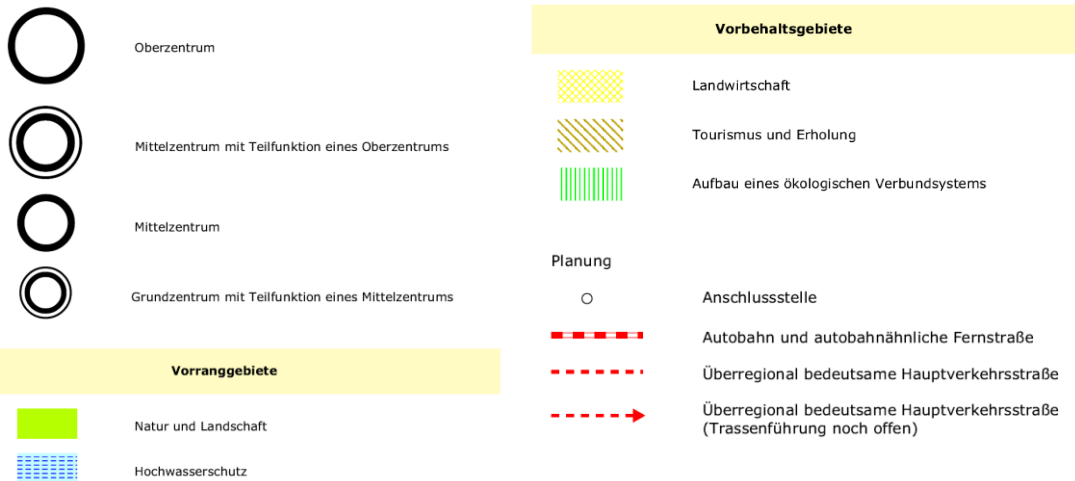 Oberzentrum
Mittelzentrum mit Teilfunktion eines Oberzentrums
Mittelzentrum
Grundzentrum mit Teilfunktion eines Mittelzentrums
Vorranggebiete
Natur und Landschaft
Hochwasserschutz
Vorbehaltsgebiete
Landwirtschaft
Tourismus und Erholung
Aufbau eines ökologischen Verbundsystems
Planung
Anschlussstelle
Autobahn und autobahnähnliche Fernstraße
Überregional bedeutsame Hauptverkehrsstraße
Überregional bedeutsame Hauptverkehrsstraße
(Trassenführung noch offen)